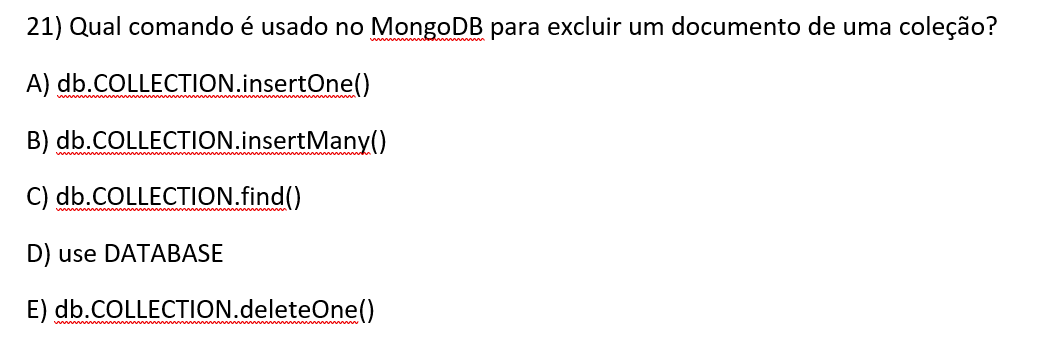 21) Qual comando é usado no MongoDB para excluir um documento de uma coleção?
A) db.COLLECTION.insertOne()
B) db.COLLECTION.insertMany()
C) db.COLLECTION.find()
D) use DATABASE
E) db.COLLECTION.deleteOne()